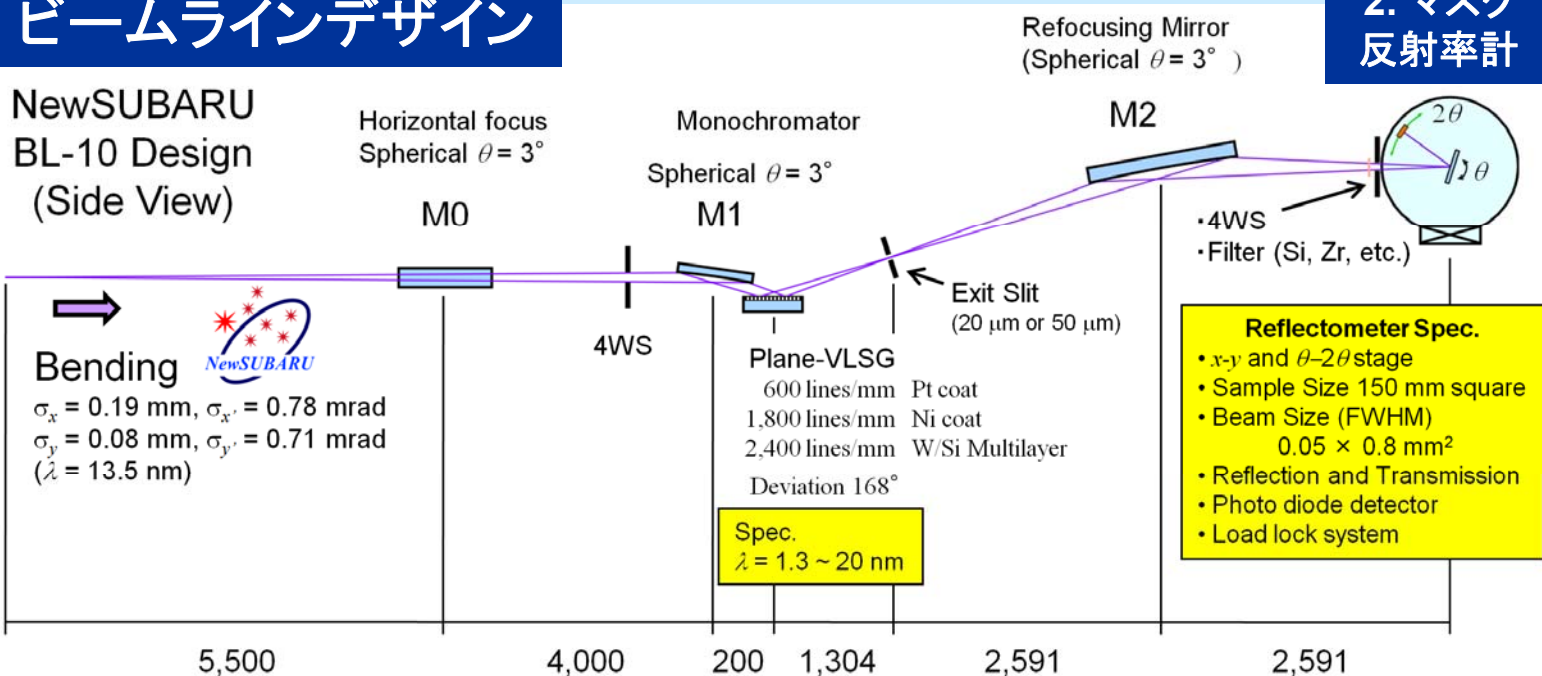 ビームラインデザイン
2. マスク
反射率計
NewSUBARU
BL-10 Design
(Side View)
Horizontal focus
Spherical θ = 3°
M0
Monochromator
Spherical θ = 3°
M1
Refocusing Mirror
(Spherical θ = 3° )
M2
2θ
θ
・4WS
・Filter (Si, Zr, etc.)
4WS
Exit Slit
(20 μm or 50 μm)
NewSUBARU
Bending
σx = 0.19 mm, σx' = 0.78 mrad
σy = 0.08 mm, σy' = 0.71 mrad
(λ = 13.5 nm)
Plane-VLSG
600 lines/mm Pt coat
1,800 lines/mm Ni coat
2,400 lines/mm W/Si Multilayer
Deviation 168°
Spec.
λ = 1.3 ~ 20 nm
Reflectometer Spec.
• x-y and θ–2θ stage
• Sample Size 150 mm square
• Beam Size (FWHM)
0.05 × 0.8 mm²
• Reflection and Transmission
• Photo diode detector
• Load lock system
5,500 4,000 200 1,304 2,591 2,591